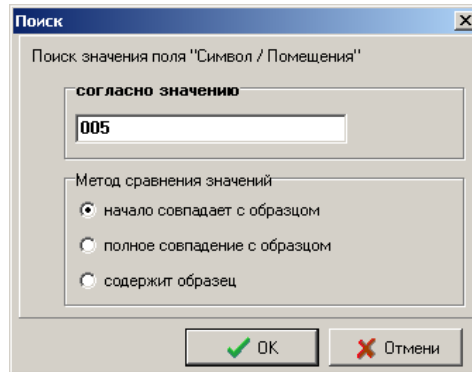 Поиск
Поиск значения поля "Символ / Помещения"
согласно значению
005
Метод сравнения значений
начало совпадает с образцом
полное совпадение с образцом
содержит образец
OK
Отмени